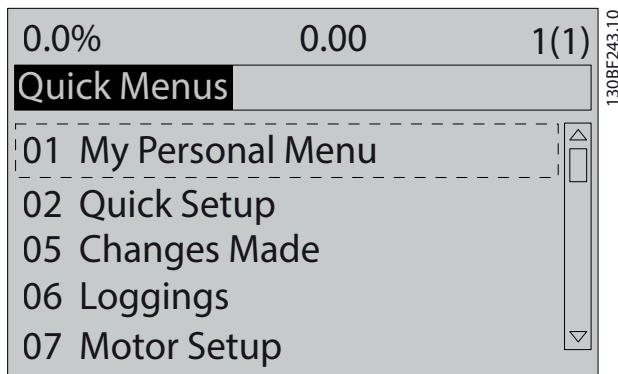 0.0% 0.00 1(1)
Quick Menus
01 My Personal Menu
02 Quick Setup
05 Changes Made
06 Loggings
07 Motor Setup
130BF243.10